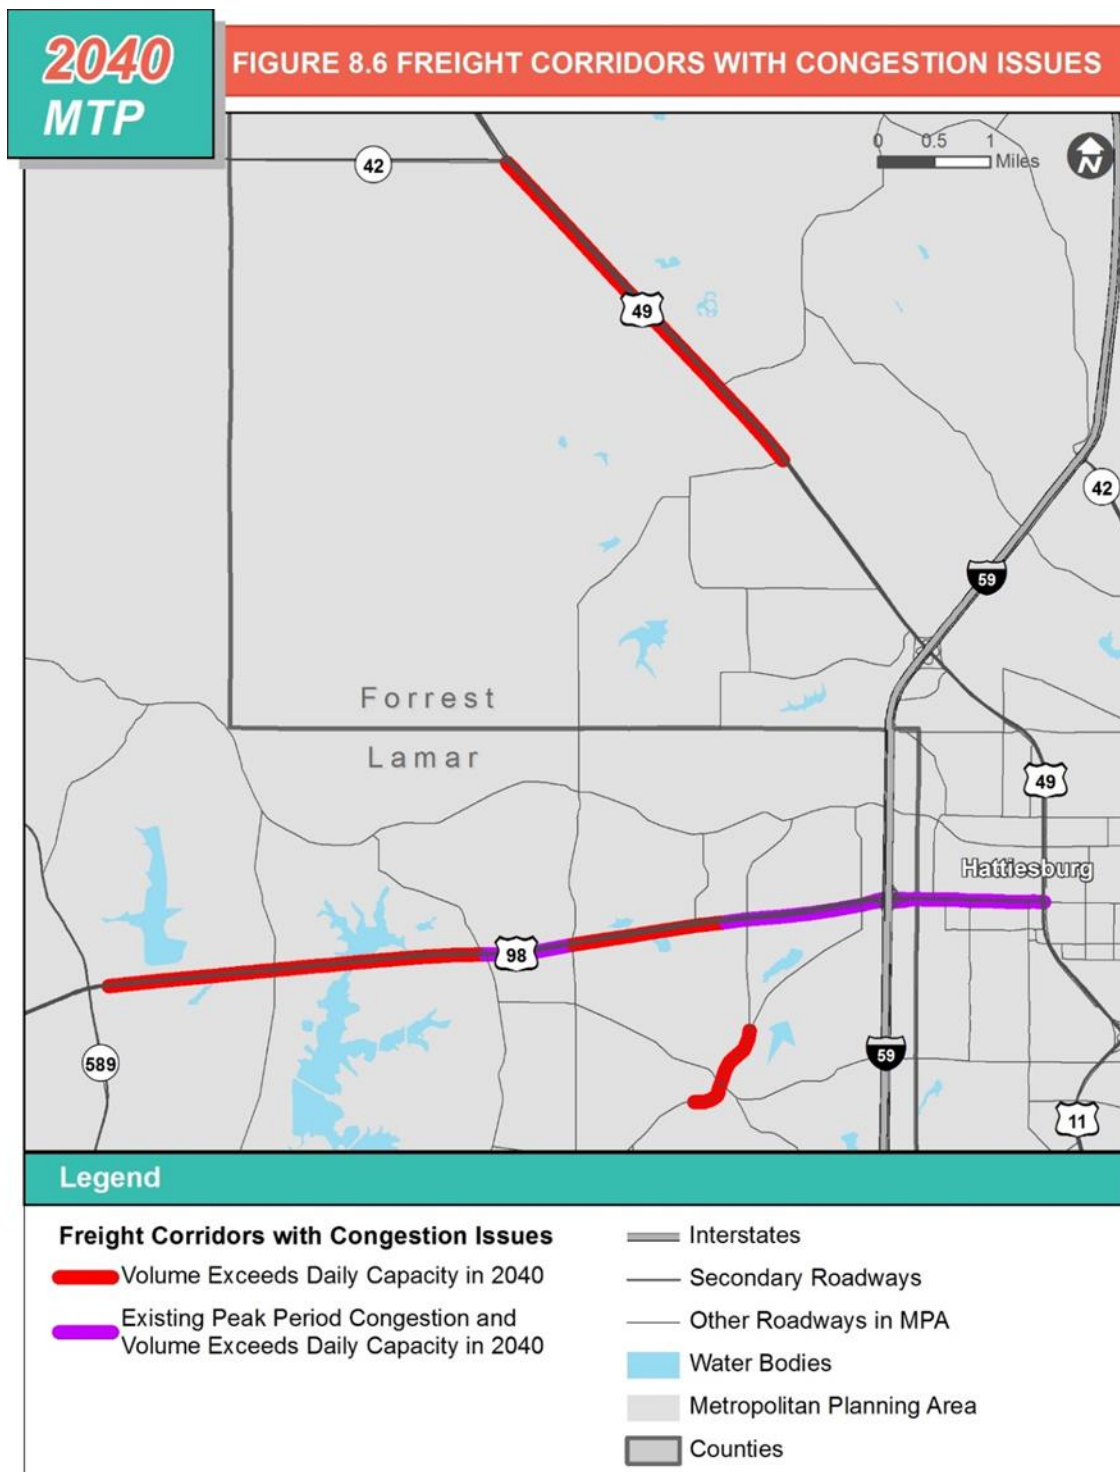 2040
MTP
FIGURE 8.6 FREIGHT CORRIDORS WITH CONGESTION ISSUES
0 0.5 1
Miles
N
42
49
42
59
Forrest
Lamar
49
Hattiesburg
98
59
589
11
Legend
Freight Corridors with Congestion Issues
Volume Exceeds Daily Capacity in 2040
Existing Peak Period Congestion and
Volume Exceeds Daily Capacity in 2040
Interstates
Secondary Roadways
Other Roadways in MPA
Water Bodies
Metropolitan Planning Area
Counties